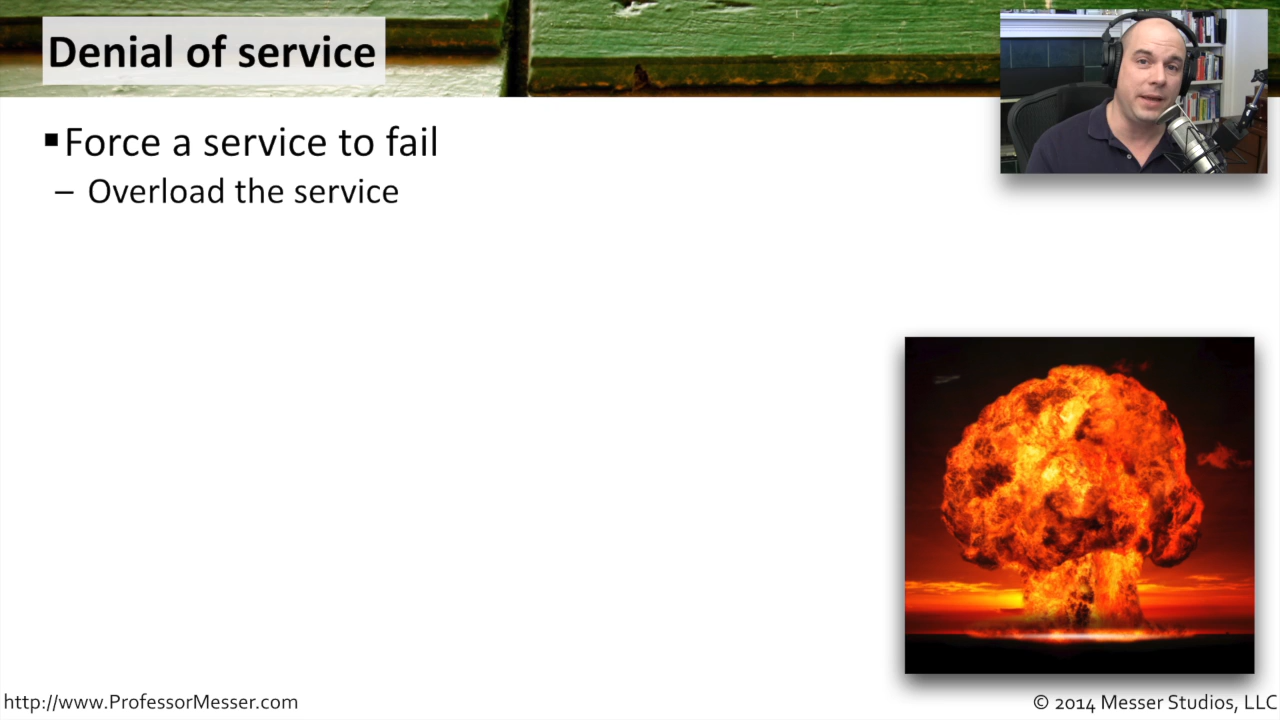 Denial of service
▪Force a service to fail
– Overload the service
http://www.ProfessorMesser.com
© 2014 Messer Studios, LLC